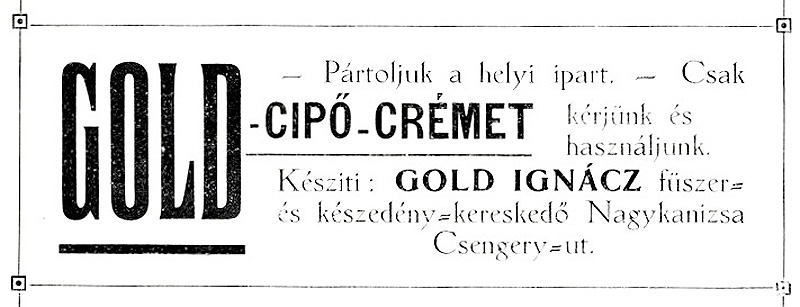 — Pártoljuk a helyi ipart. — Csak
GOLD-CIPŐ-CRÉMET kérjünk és
használjunk.
Késziti: GOLD IGNÁCZ fűszer=
és készedény=kereskedő Nagykanizsa
Csengery=ut.